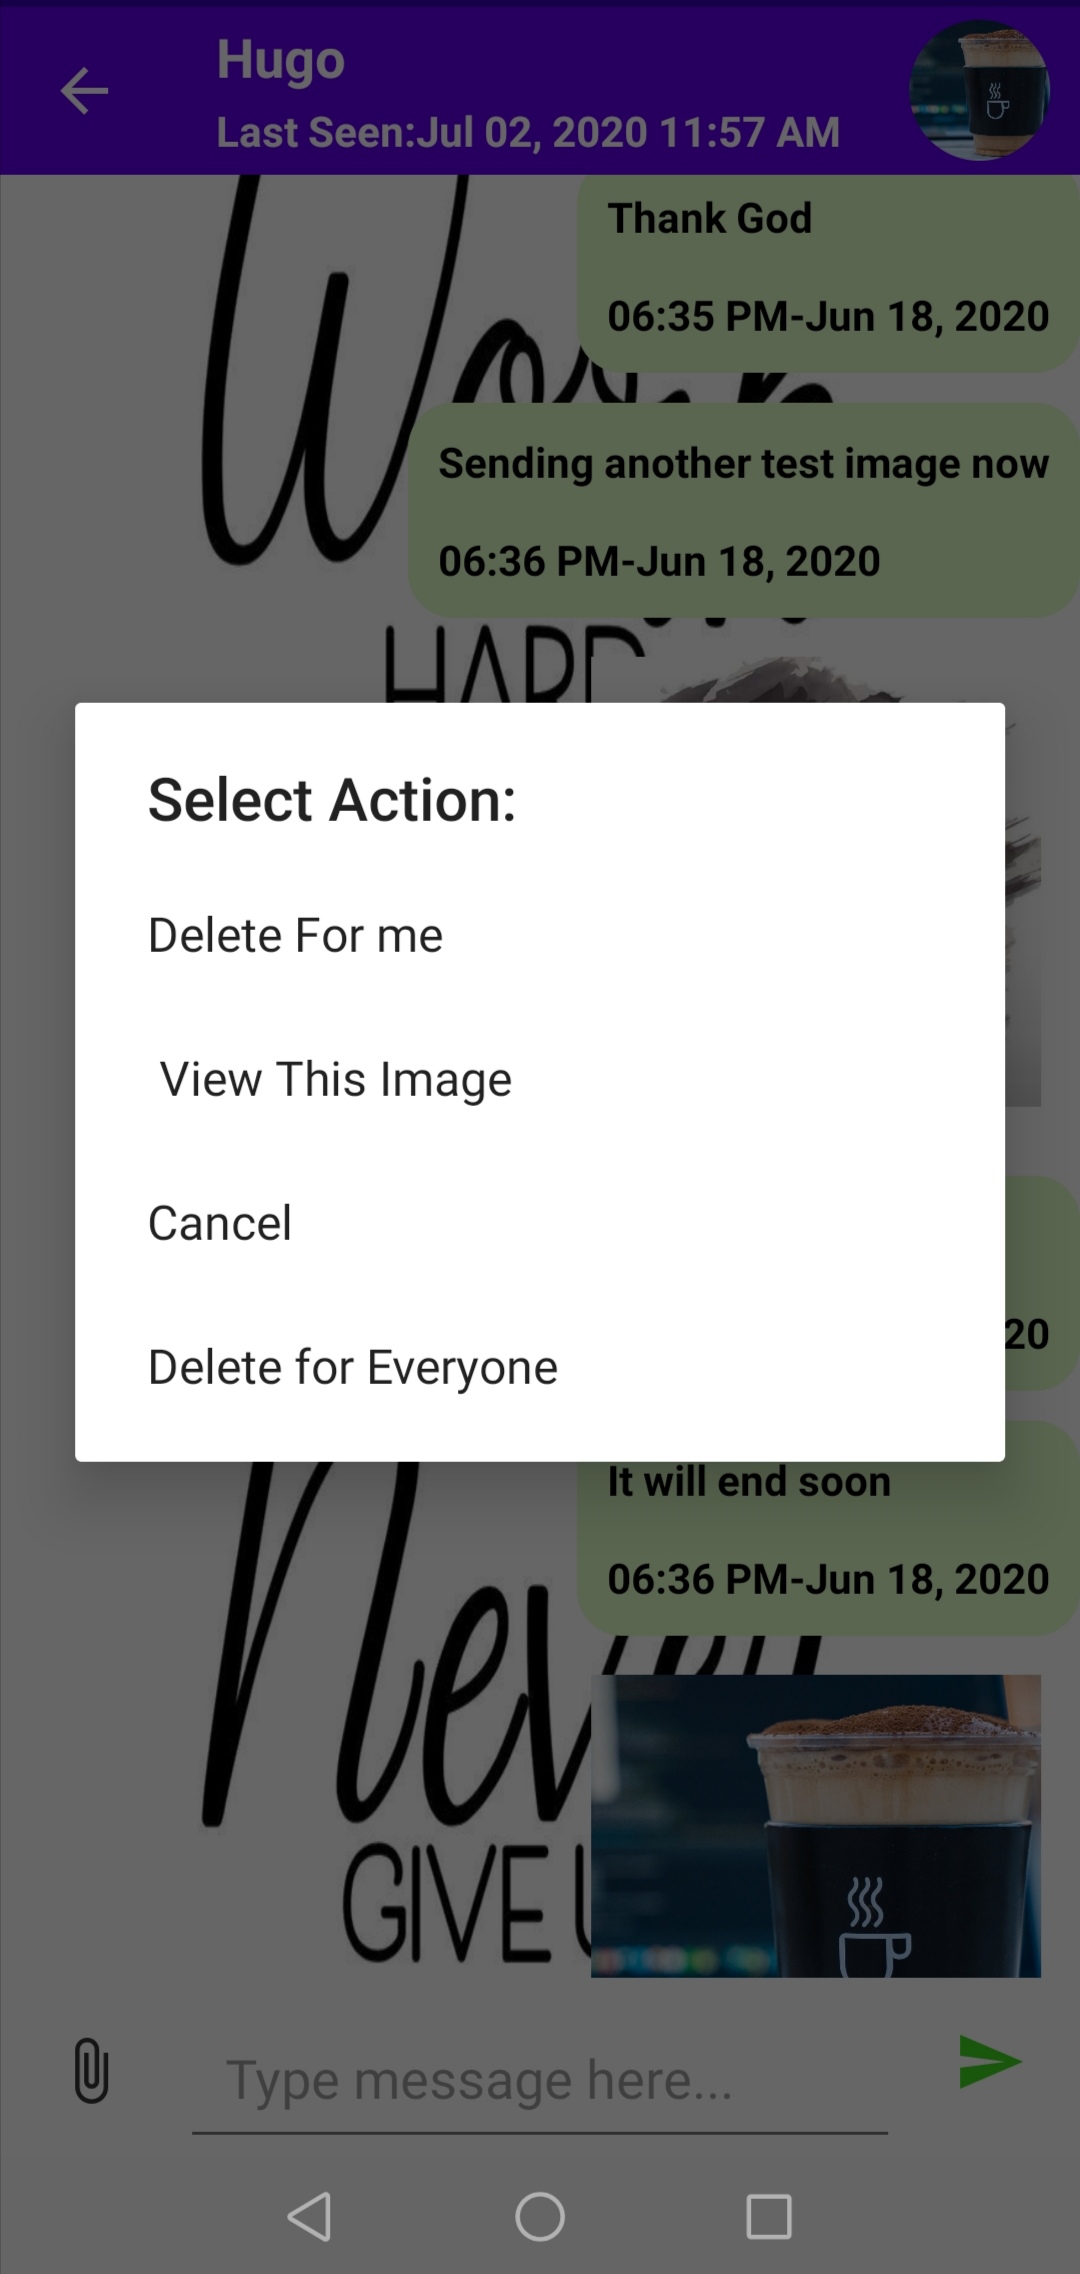 Hugo
Last Seen:Jul 02, 2020 11:57 AM
Thank God
06:35 PM-Jun 18, 2020
Sending another test image now
06:36 PM-Jun 18, 2020
HARD
Select Action:
Delete For me
View This Image
Cancel
Delete for Everyone
20
It will end soon
06:36 PM-Jun 18, 2020
GIVE
Type message here...